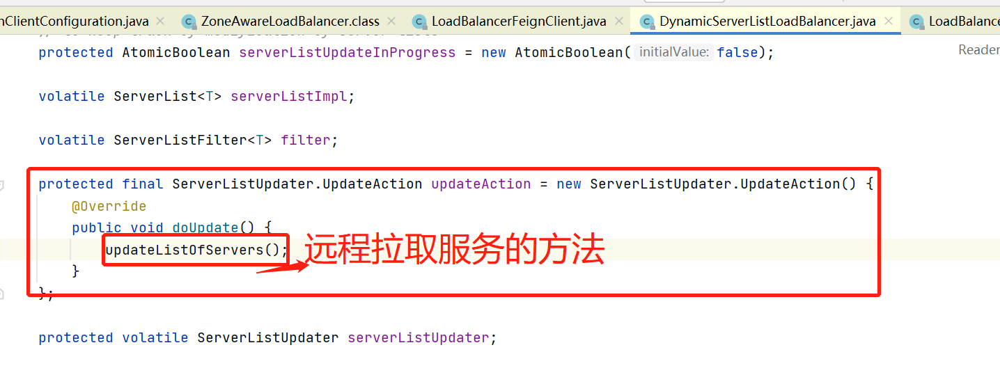 nClientConfiguration.java ZoneAwareLoadBalancer.class LoadBalancerFeignClient.java DynamicServerListLoadBalancer.java LoadBalance
protected AtomicBoolean serverListUpdateInProgress = new AtomicBoolean( initialValue: false);
Reader
volatile ServerList<T> serverListImpl;
volatile ServerListFilter<T> filter;
protected final ServerListUpdater.UpdateAction updateAction = new ServerListUpdater.UpdateAction() {
@Override
public void doUpdate() {
updateListOfServers(); 远程拉取服务的方法
}
};
protected volatile ServerListUpdater serverListUpdater;